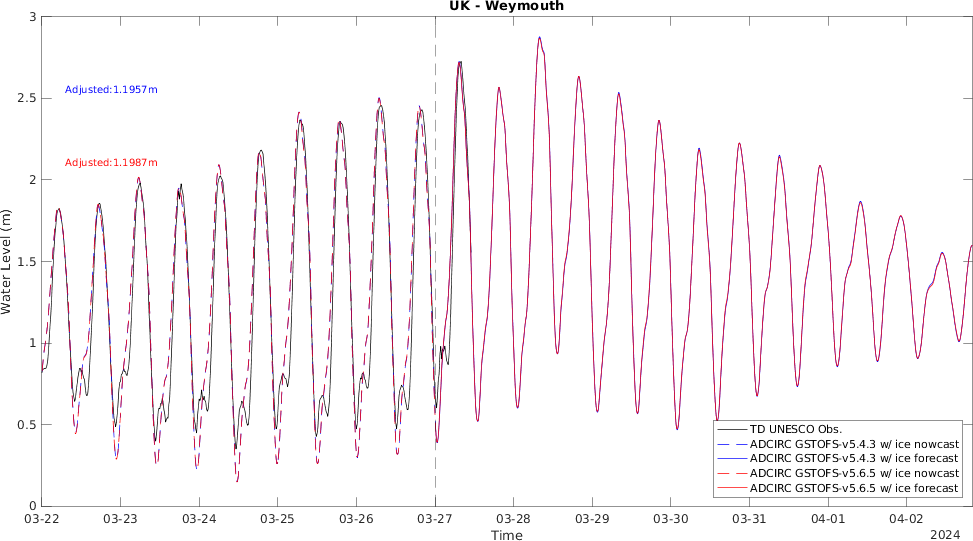 UK - Weymouth
3
2.5
2
1.5
1
0.5
0
Water Level (m)
Adjusted:1.1957m
Adjusted:1.1987m
TD UNESCO Obs.
ADCIRC GSTOFS-v5.4.3 w/ ice nowcast
ADCIRC GSTOFS-v5.4.3 w/ ice forecast
ADCIRC GSTOFS-v5.6.5 w/ ice nowcast
ADCIRC GSTOFS-v5.6.5 w/ ice forecast
03-22 03-23 03-24 03-25 03-26 03-27 03-28 03-29 03-30 03-31 04-01 04-02
Time
2024